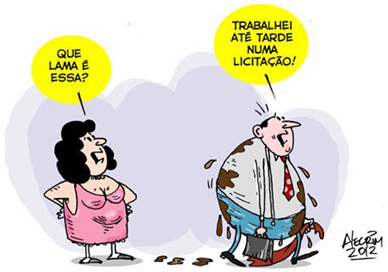 QUE
LAMA É
ESSA?
TRABALHEI
ATÉ TARDE
NUMA
LICITAÇÃO!
ALECRIM
2012